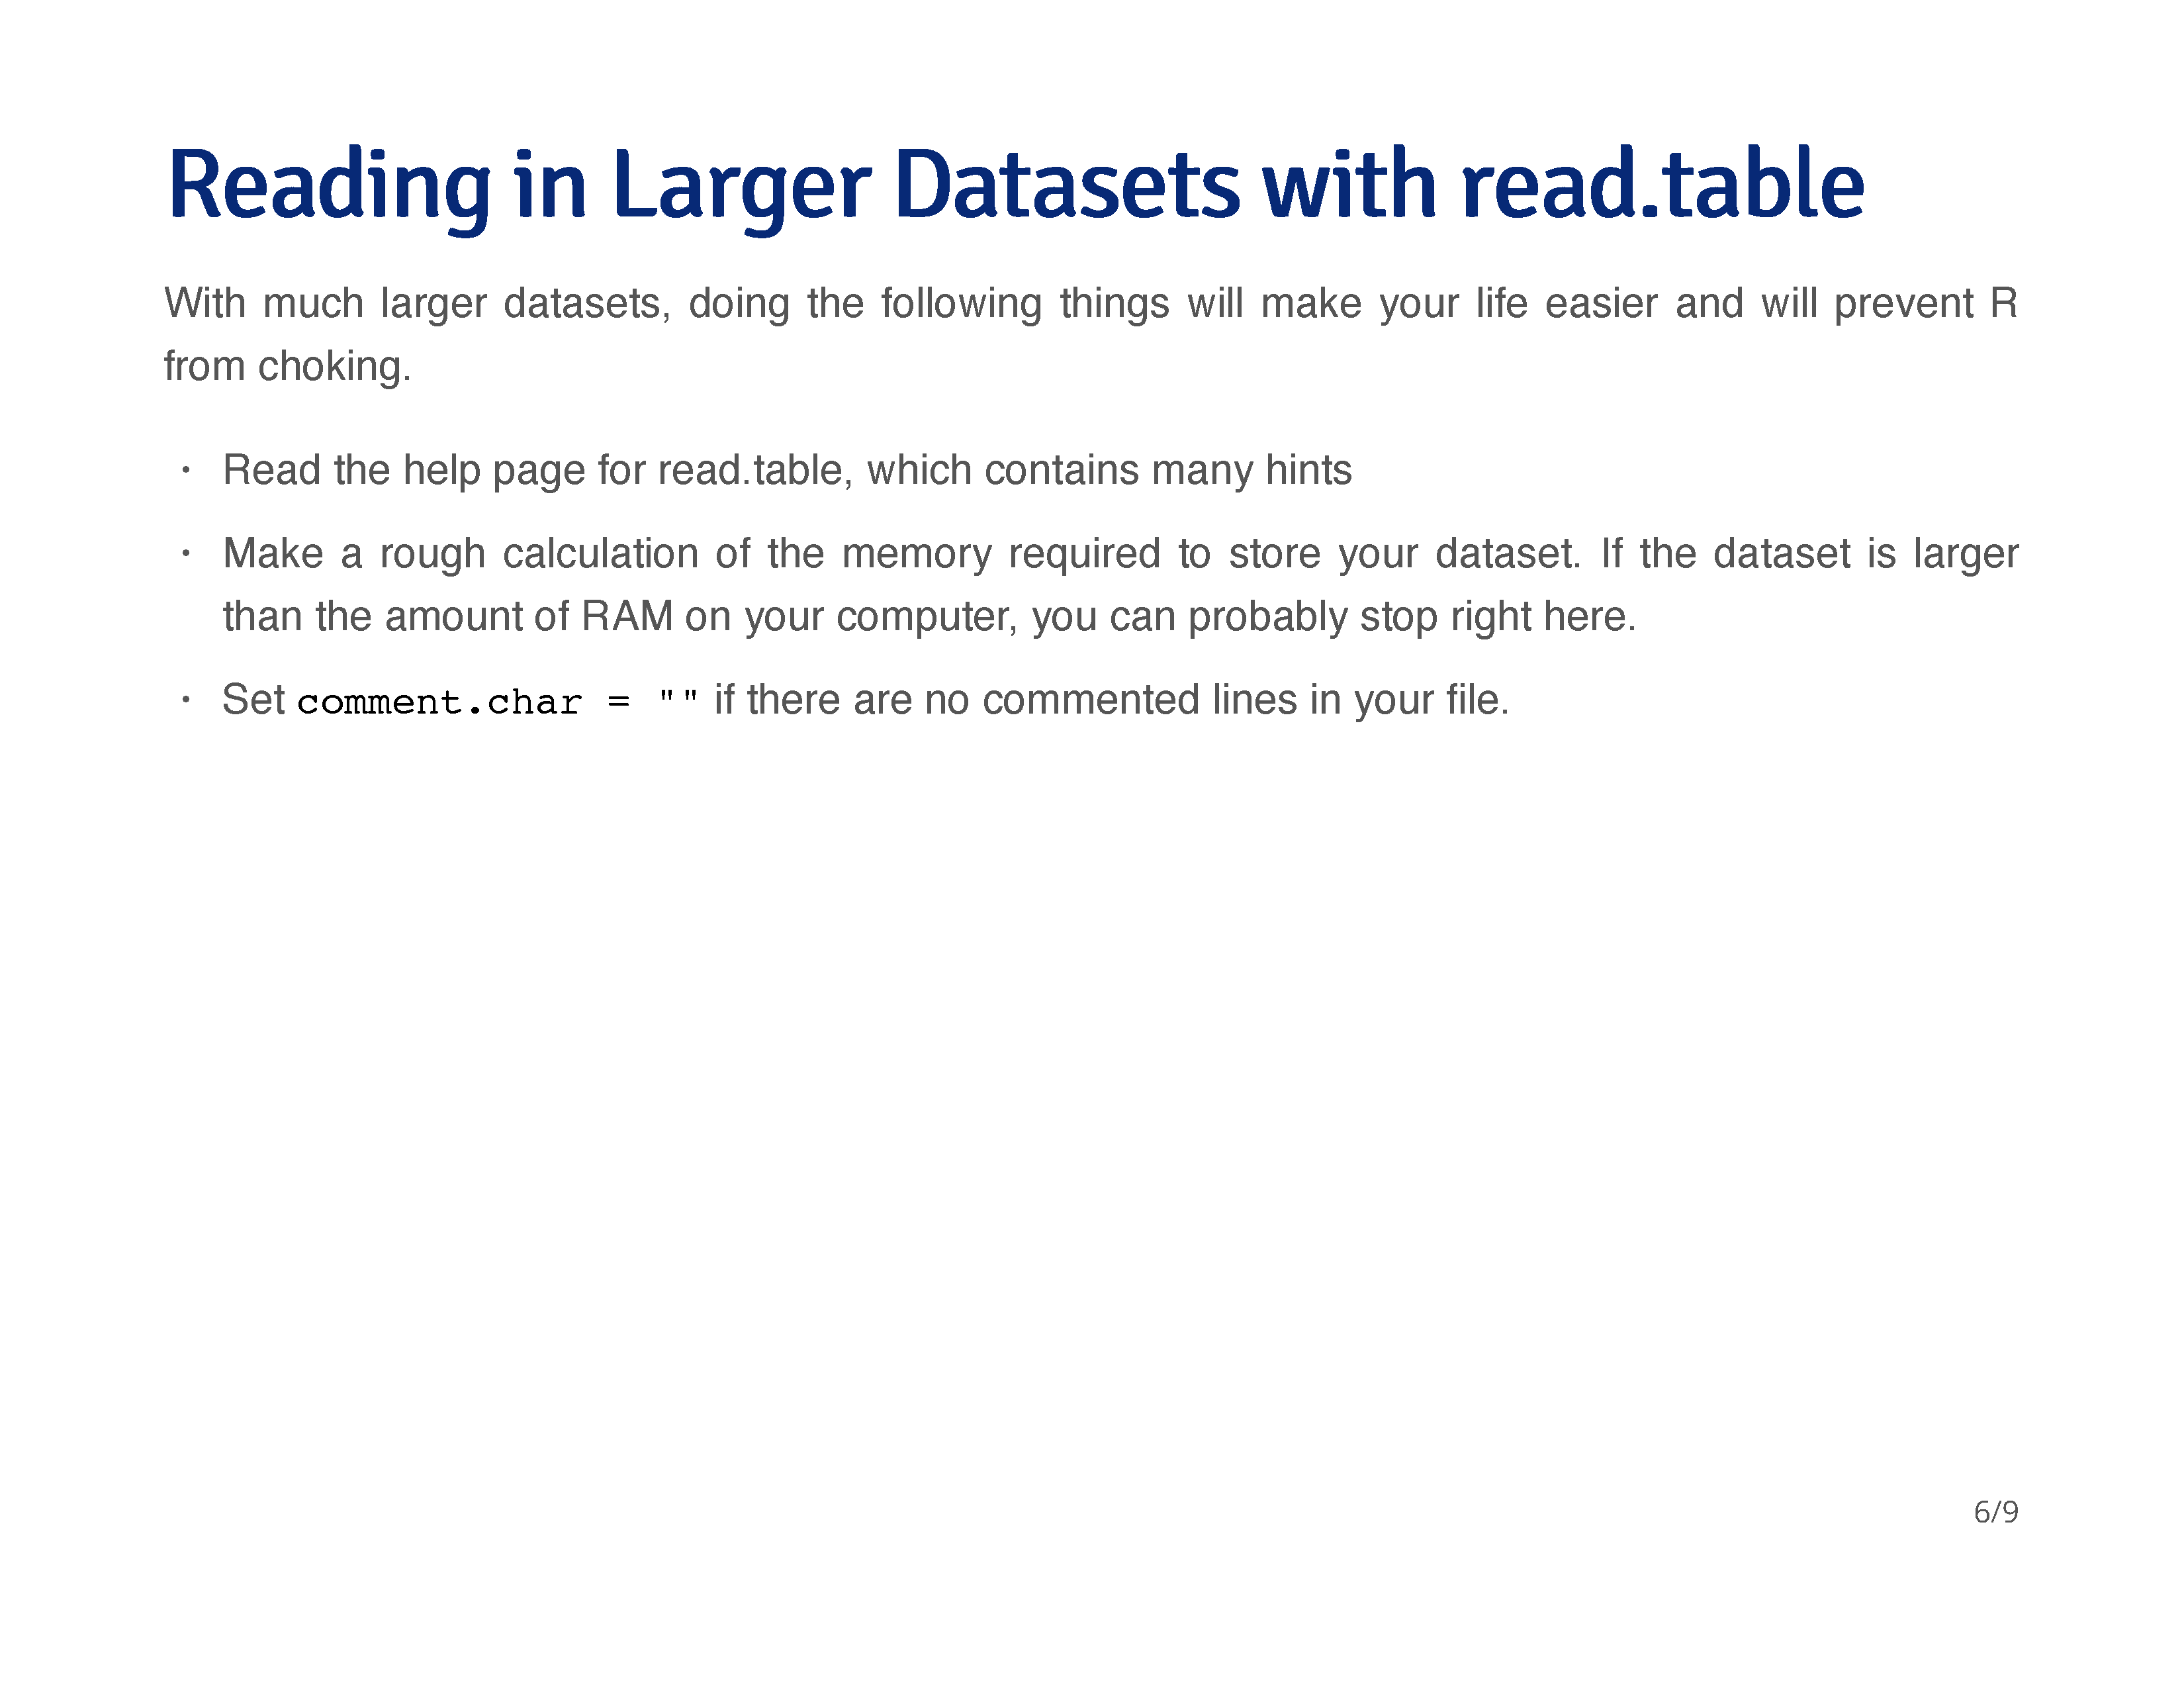 Reading in Larger Datasets with read.table
With much larger datasets, doing the following things will make your life easier and will prevent R
from choking.
· Read the help page for read.table, which contains many hints
· Make a rough calculation of the memory required to store your dataset. If the dataset is larger
than the amount of RAM on your computer, you can probably stop right here.
· Set comment.char = "" if there are no commented lines in your file.
6/9